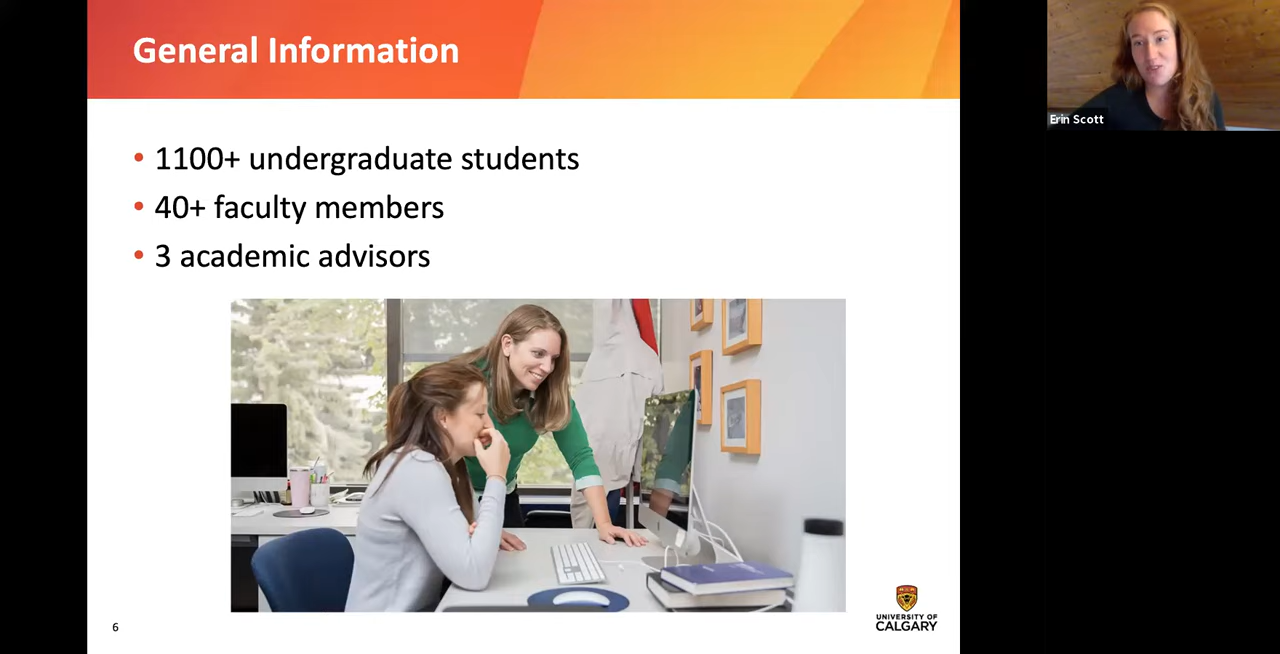 General Information
• 1100+ undergraduate students
• 40+ faculty members
• 3 academic advisors
6
UNIVERSITY OF
CALGARY
Erin Scott